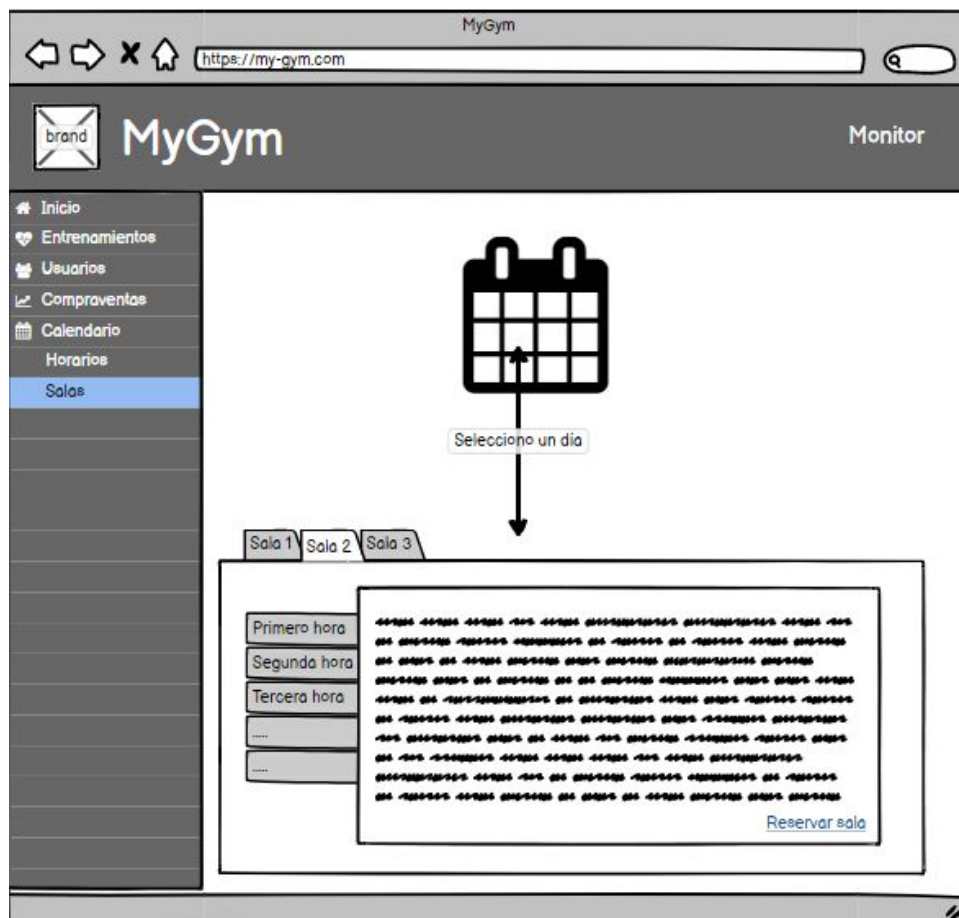 MyGym
https://my-gym.com
brand
MyGym
Monitor
Inicio
Entrenamientos
Usuarios
Compraventas
Calendario
Horarios
Salas
Selecciono un día
Sala 1
Sala 2
Sala 3
Primero hora
Segunda hora
Tercera hora
.....
.....
Reservar sala